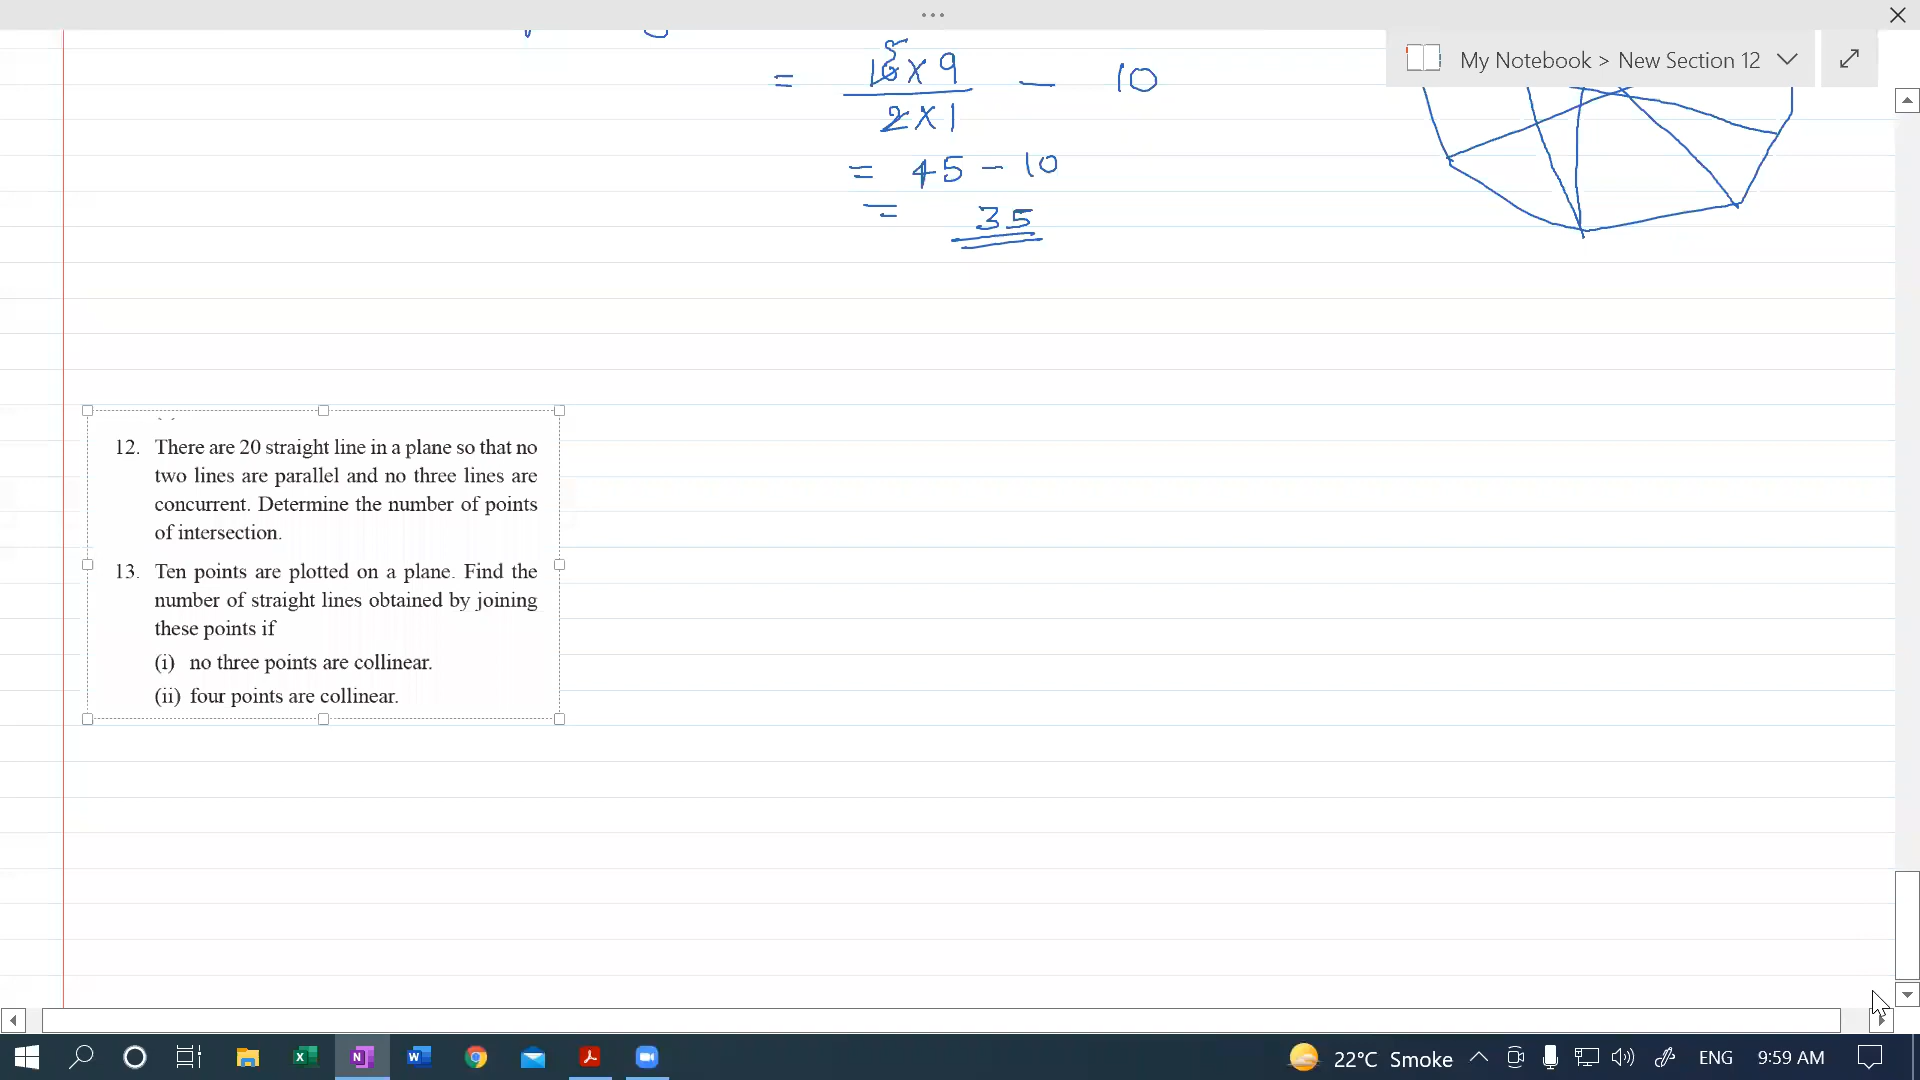 My Notebook > New Section 12
= 10 5 x 9 / 2 x 1 - 10
= 45 - 10
= 35
12. There are 20 straight line in a plane so that no
two lines are parallel and no three lines are
concurrent. Determine the number of points
of intersection.
13. Ten points are plotted on a plane. Find the
number of straight lines obtained by joining
these points if
(i) no three points are collinear.
(ii) four points are collinear.
22°C Smoke
ENG
9:59 AM